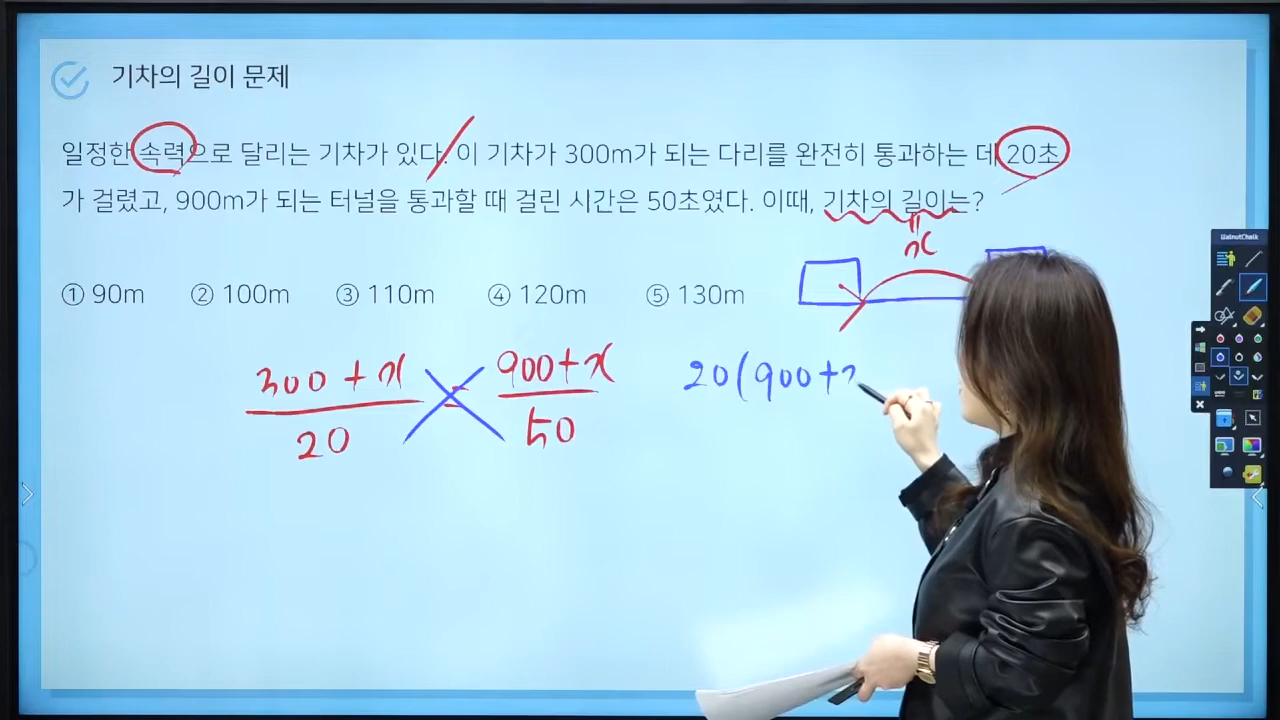 기차의 길이 문제
일정한 속력으로 달리는 기차가 있다. 이 기차가 300m가 되는 다리를 완전히 통과하는 데 20초
가 걸렸고, 900m가 되는 터널을 통과할 때 걸린 시간은 50초였다. 이때, 기차의 길이는?
x
① 90m ② 100m ③ 110m ④ 120m ⑤ 130m
300 + x = 900+x
20 50
20(900+x
WalnutChalk